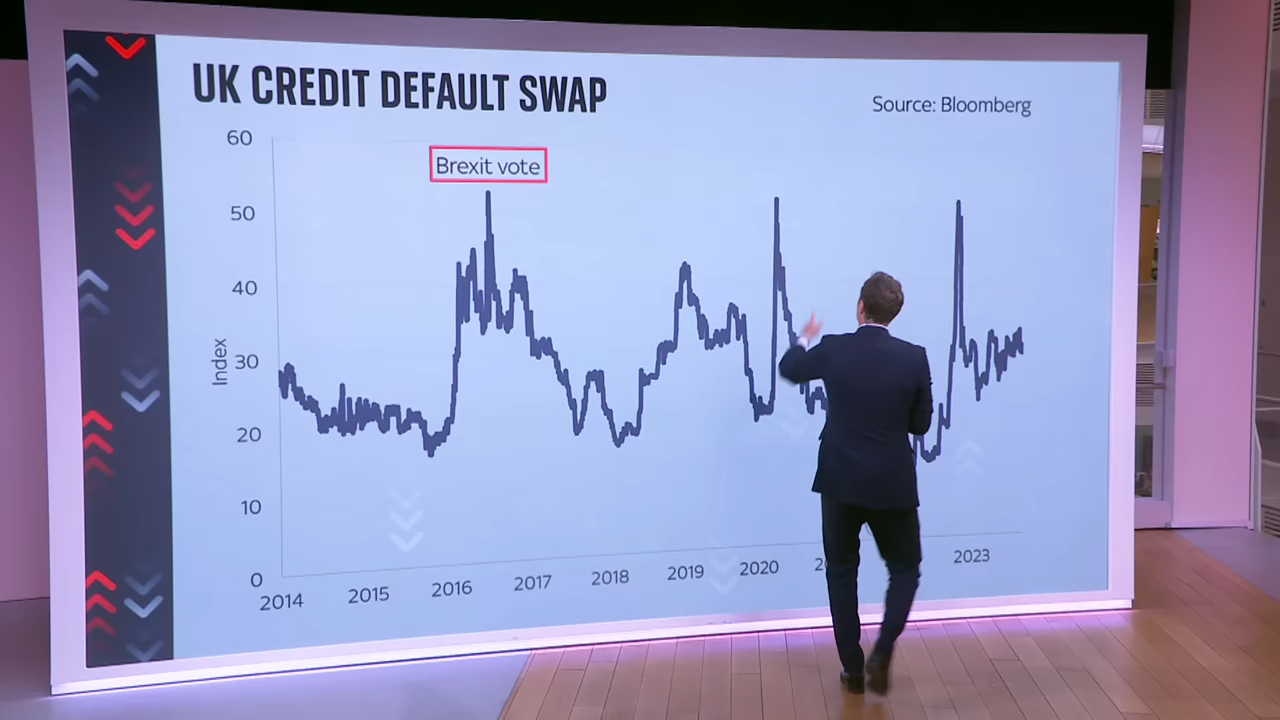 UK CREDIT DEFAULT SWAP
Source: Bloomberg
60
Brexit vote
50
40
Index
30
20
10
0
2014 2015 2016 2017 2018 2019 2020 2023